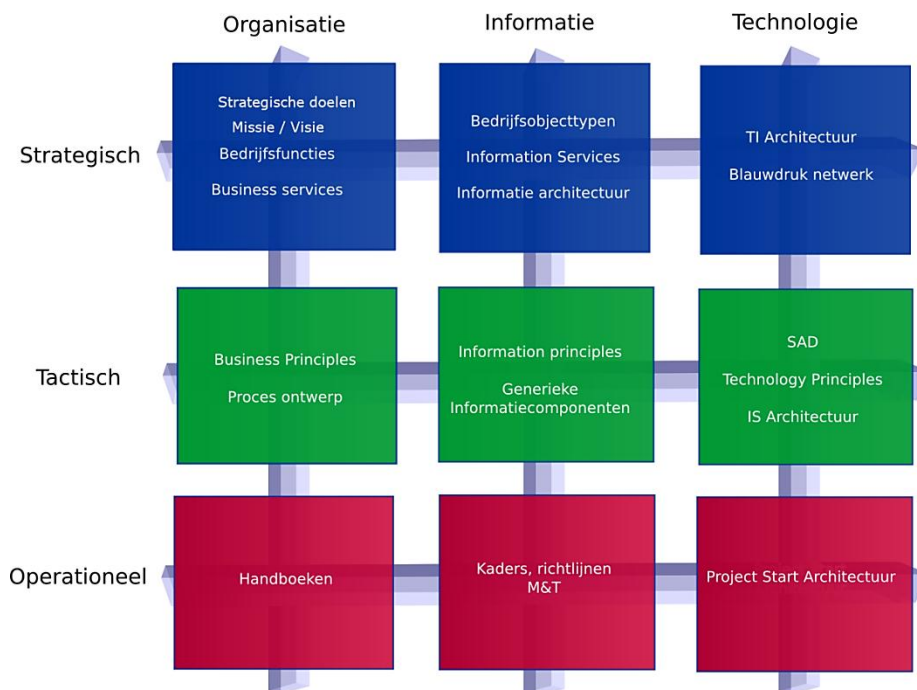 Organisatie
Informatie
Technologie
Strategisch
Strategische doelen
Missie / Visie
Bedrijfsfuncties
Business services
Bedrijfsobjecttypen
Information Services
Informatie architectuur
TI Architectuur
Blauwdruk netwerk
Tactisch
Business Principles
Proces ontwerp
Information principles
Generieke
Informatiecomponenten
SAD
Technology Principles
IS Architectuur
Operationeel
Handboeken
Kaders, richtlijnen
M&T
Project Start Architectuur